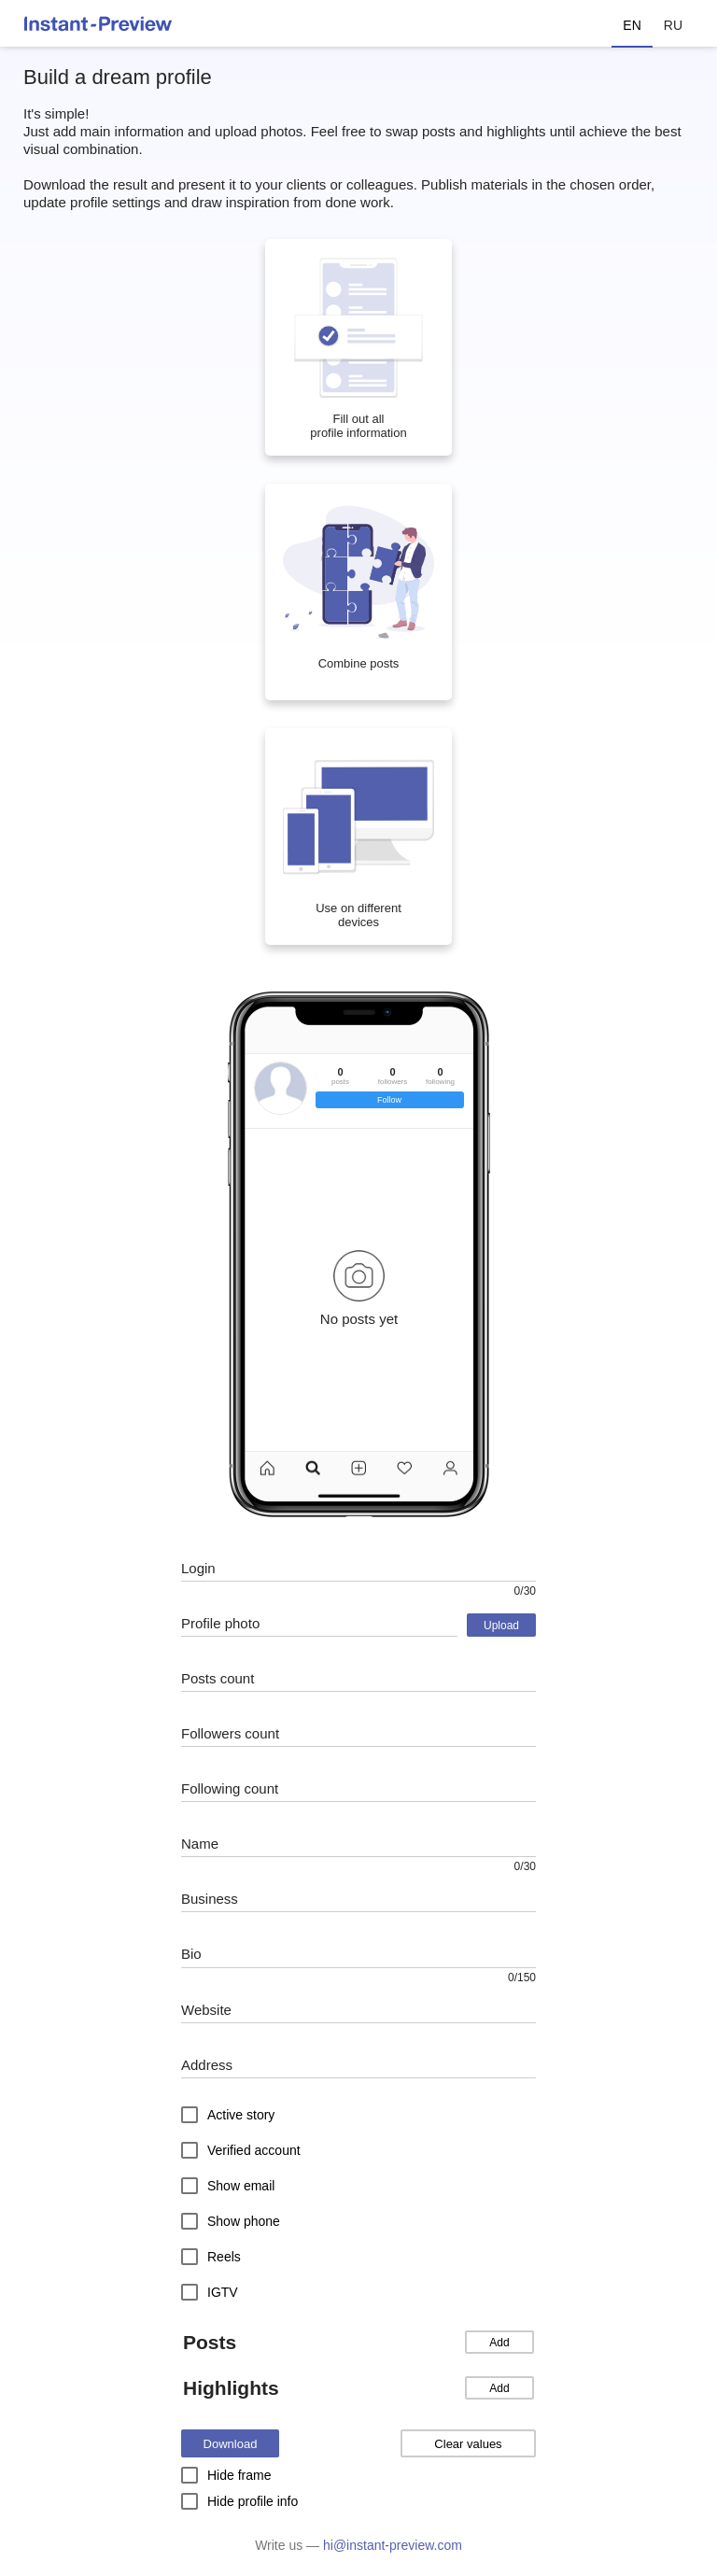 Instant-Preview
EN RU
Build a dream profile
It's simple!
Just add main information and upload photos. Feel free to swap posts and highlights until achieve the best
visual combination.
Download the result and present it to your clients or colleagues. Publish materials in the chosen order,
update profile settings and draw inspiration from done work.
Fill out all
profile information
Combine posts
Use on different
devices
0 0 0
posts followers following
Follow
No posts yet
Login
0/30
Profile photo Upload
Posts count
Followers count
Following count
Name
0/30
Business
Bio
0/150
Website
Address
Active story
Verified account
Show email
Show phone
Reels
IGTV
Posts Add
Highlights Add
Download Clear values
Hide frame
Hide profile info
Write us — hi@instant-preview.com